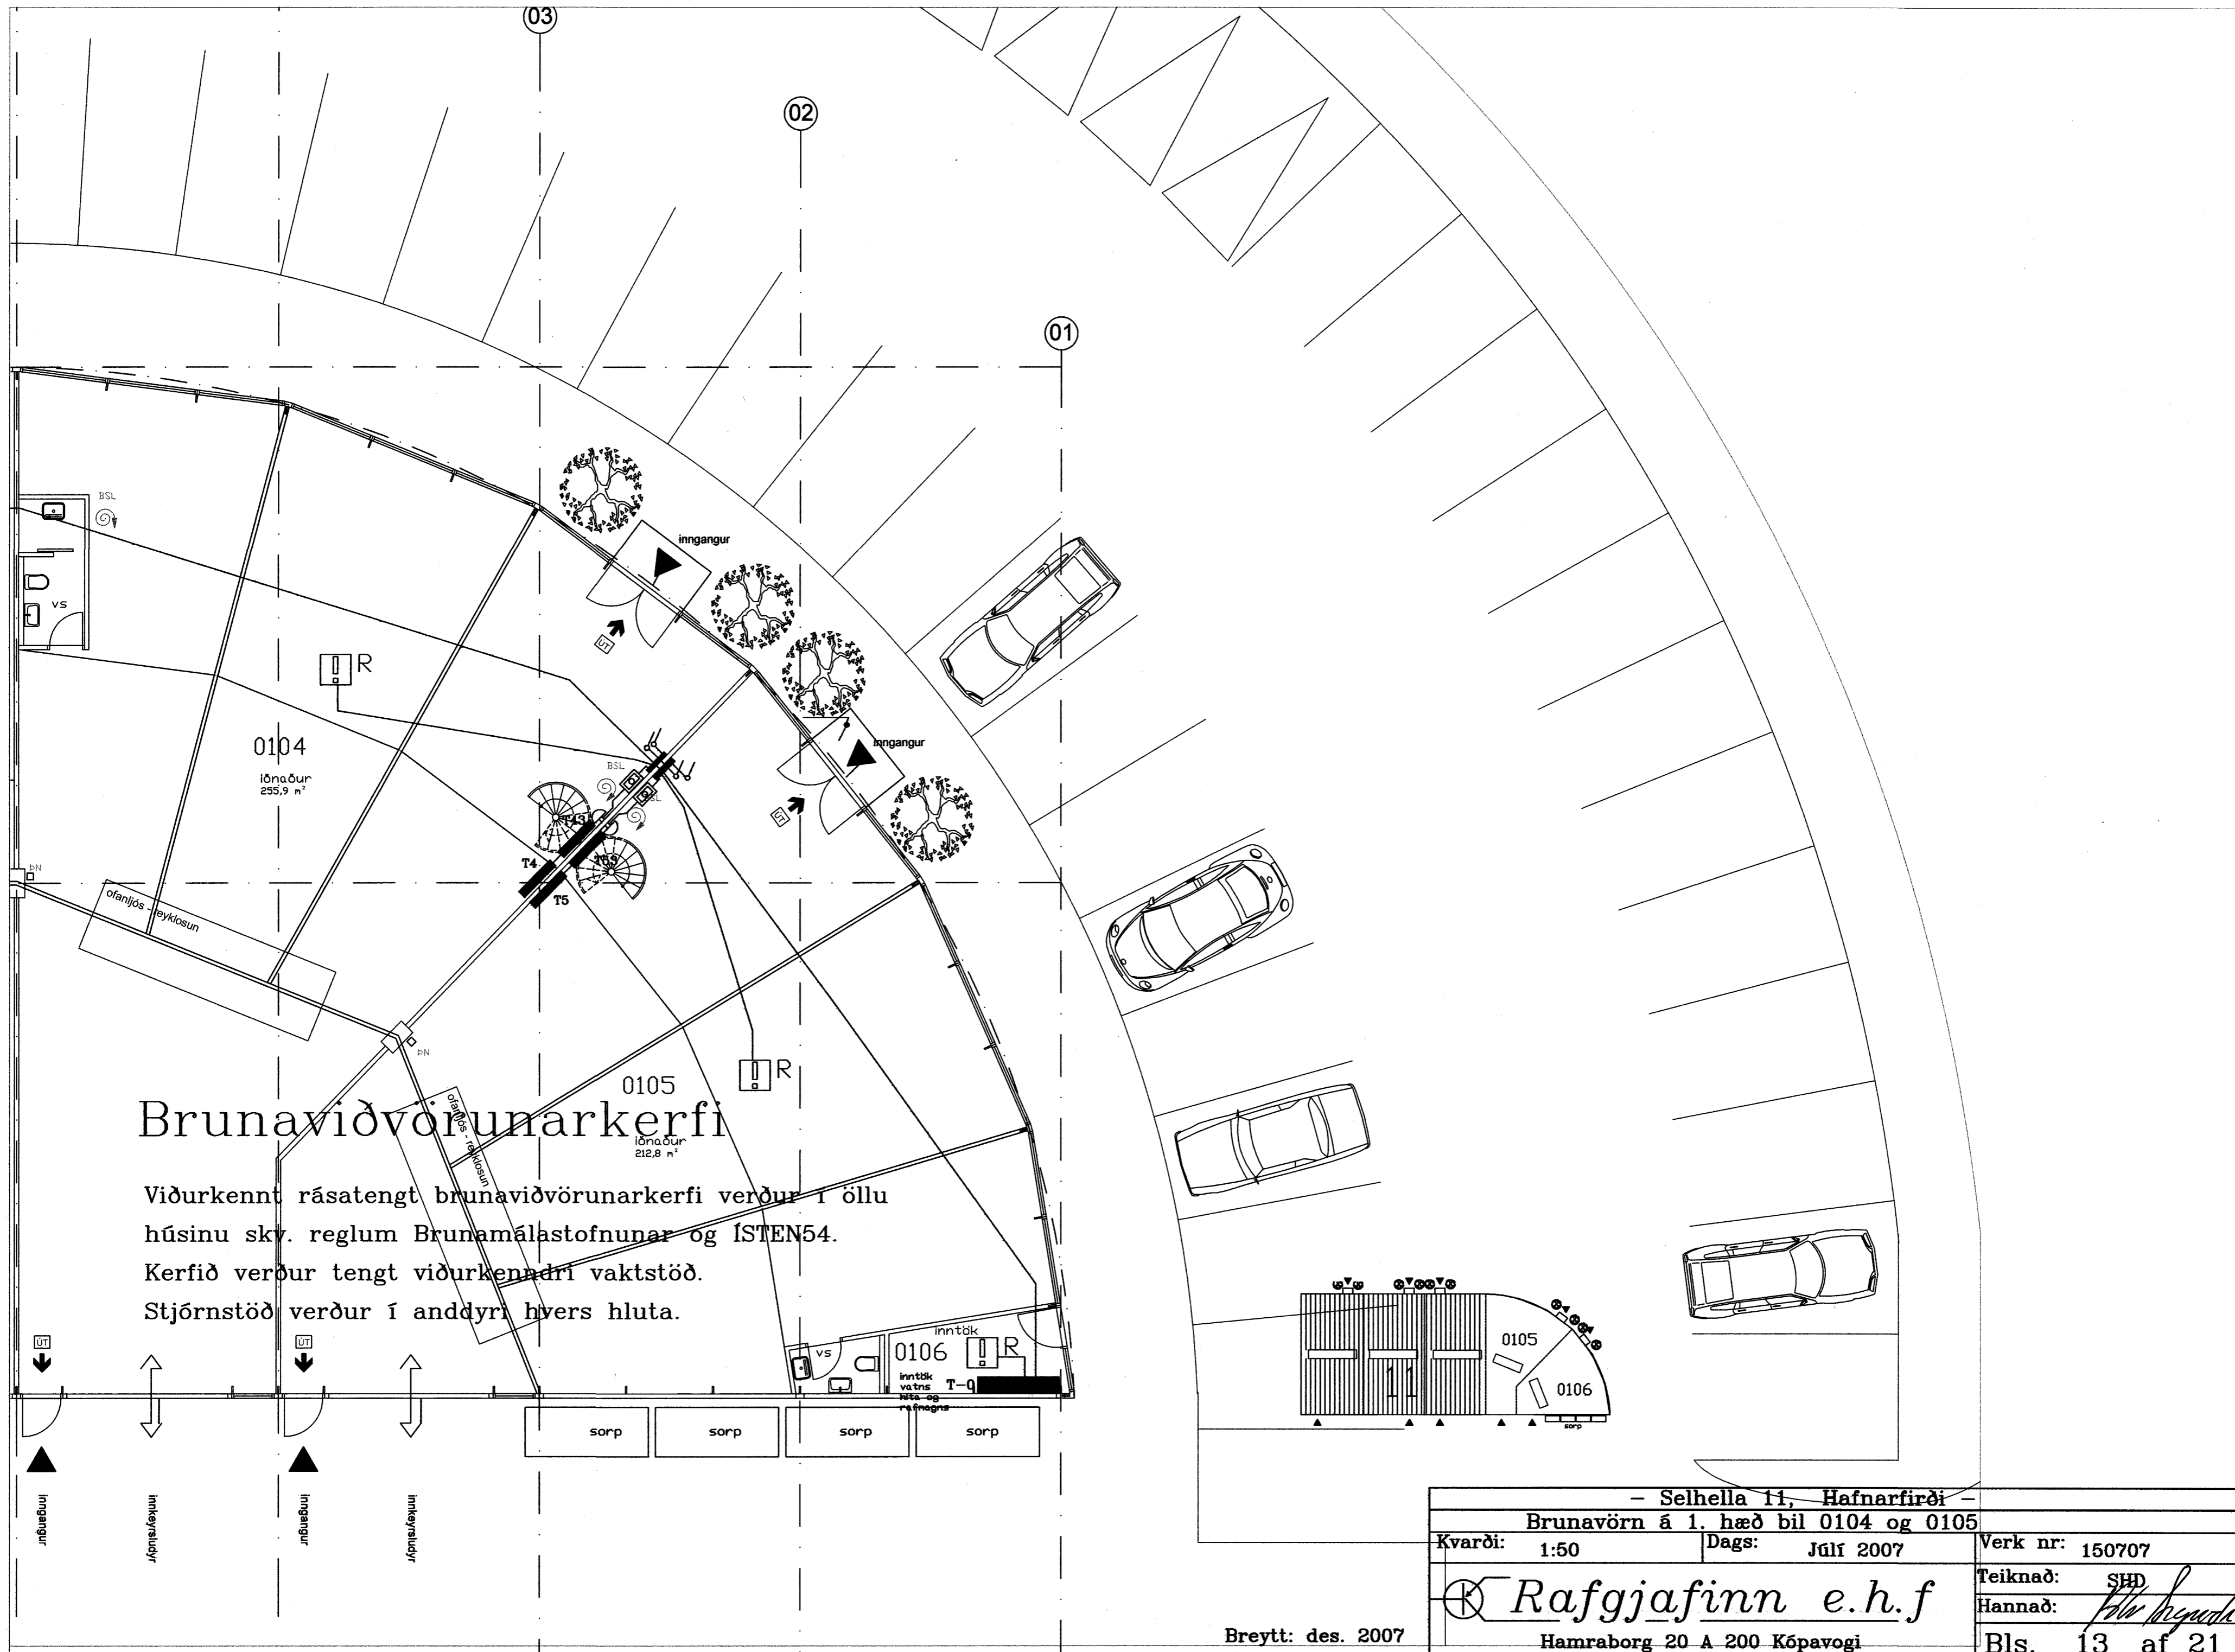 03
02
01
BSL
inngangur
ÚT
VS
R
inngangur
0104
iðnaður
255,9 m²
BSL
ÚT
T43
T4
T5
ÞN
ofanljós - reyklosun
ÞN
0105
R
iðnaður
212,8 m²
ofanljós - reyklosun
Brunaviðvörunarkerfi
Viðurkennt rásatengt brunaviðvörunarkerfi verður í öllu
húsinu skv. reglum Brunamálastofnunar og ÍSTEN54.
Kerfið verður tengt viðurkenndri vaktstöð.
Stjórnstöð verður í anddyri hvers hluta.
ÚT
ÚT
VS
inntök
0106
R
inntök
vatns
hita og
rafmagns
T-0
sorp
sorp
sorp
sorp
inngangur
innkeyrsludyr
inngangur
innkeyrsludyr
11
0105
0106
sorp
- Selhella 11, Hafnarfirði -
Brunavörn á 1. hæð bil 0104 og 0105
Kvarði: 1:50
Dags: Júlí 2007
Verk nr: 150707
Rafgjafinn e.h.f
Teiknað: SHD
Hannað:
Hamraborg 20 A 200 Kópavogi
Bls. 13 af 21
Breytt: des. 2007